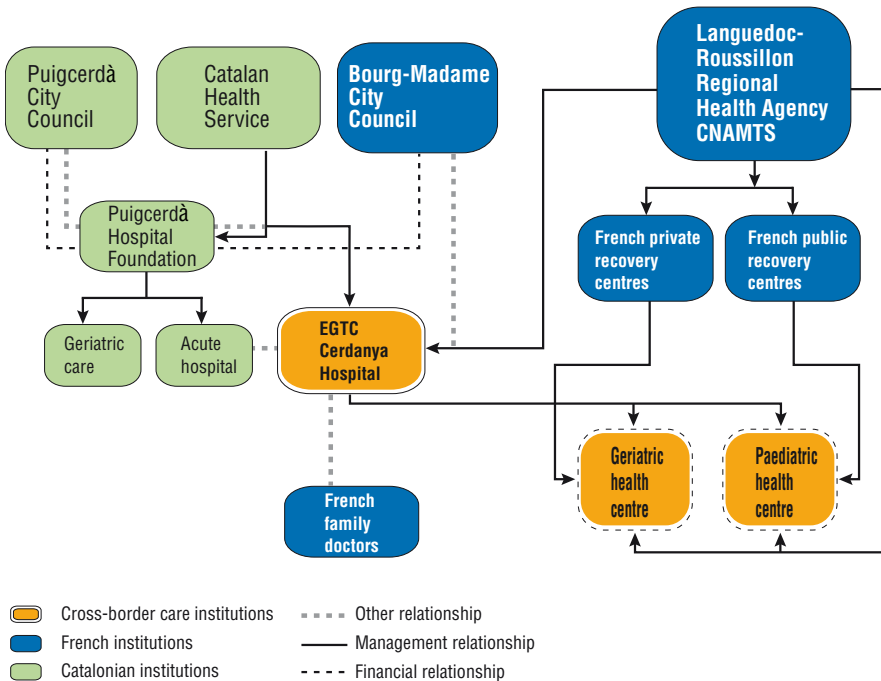 Puigcerdà
City
Council
Catalan
Health
Service
Bourg-Madame
City
Council
Languedoc-
Roussillon
Regional
Health Agency
CNAMTS
Puigcerdà
Hospital
Foundation
French private
recovery
centres
French public
recovery
centres
Geriatric
care
Acute
hospital
EGTC
Cerdanya
Hospital
Geriatric
health
centre
Paediatric
health
centre
French
family
doctors
Cross-border care institutions
French institutions
Catalonian institutions
Other relationship
Management relationship
Financial relationship